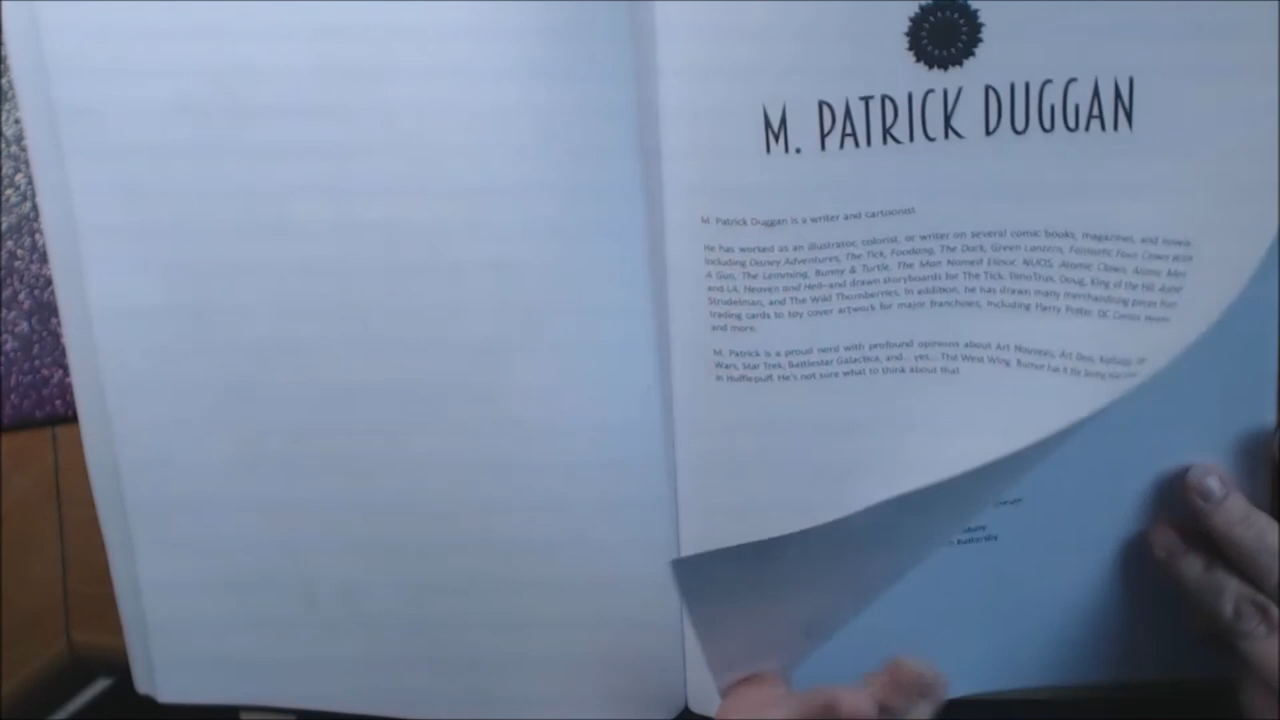 M. PATRICK DUGGAN
M. Patrick Duggan is a writer and cartoonist.
He has worked as an illustrator, colorist, or writer on several comic books, magazines, and
including Disney Adventures, The Tick, Foodang, The Duck, Green Lantern, Fantastic Four,
A Gun, The Lemming, Bunny & Turtle, The Man Named Atomic Clown, Atomic
and LA, Heaven and Hell—and drawn storyboards for The Tick, DinoTrux, Doug, King of the Hill,
Strudelman, and The Wild Thornberries. In addition, he has drawn many merchandising pieces from
trading cards to toy cover artwork for major franchises, including Harry Potter, DC Comics,
and more.
M. Patrick is a proud nerd with profound opinions about Art Nouveau, Art Deco,
Wars, Star Trek, Battlestar Galactica, and... yes... The West Wing. Rumor has it
in Hufflepuff. He's not sure what to think about that.